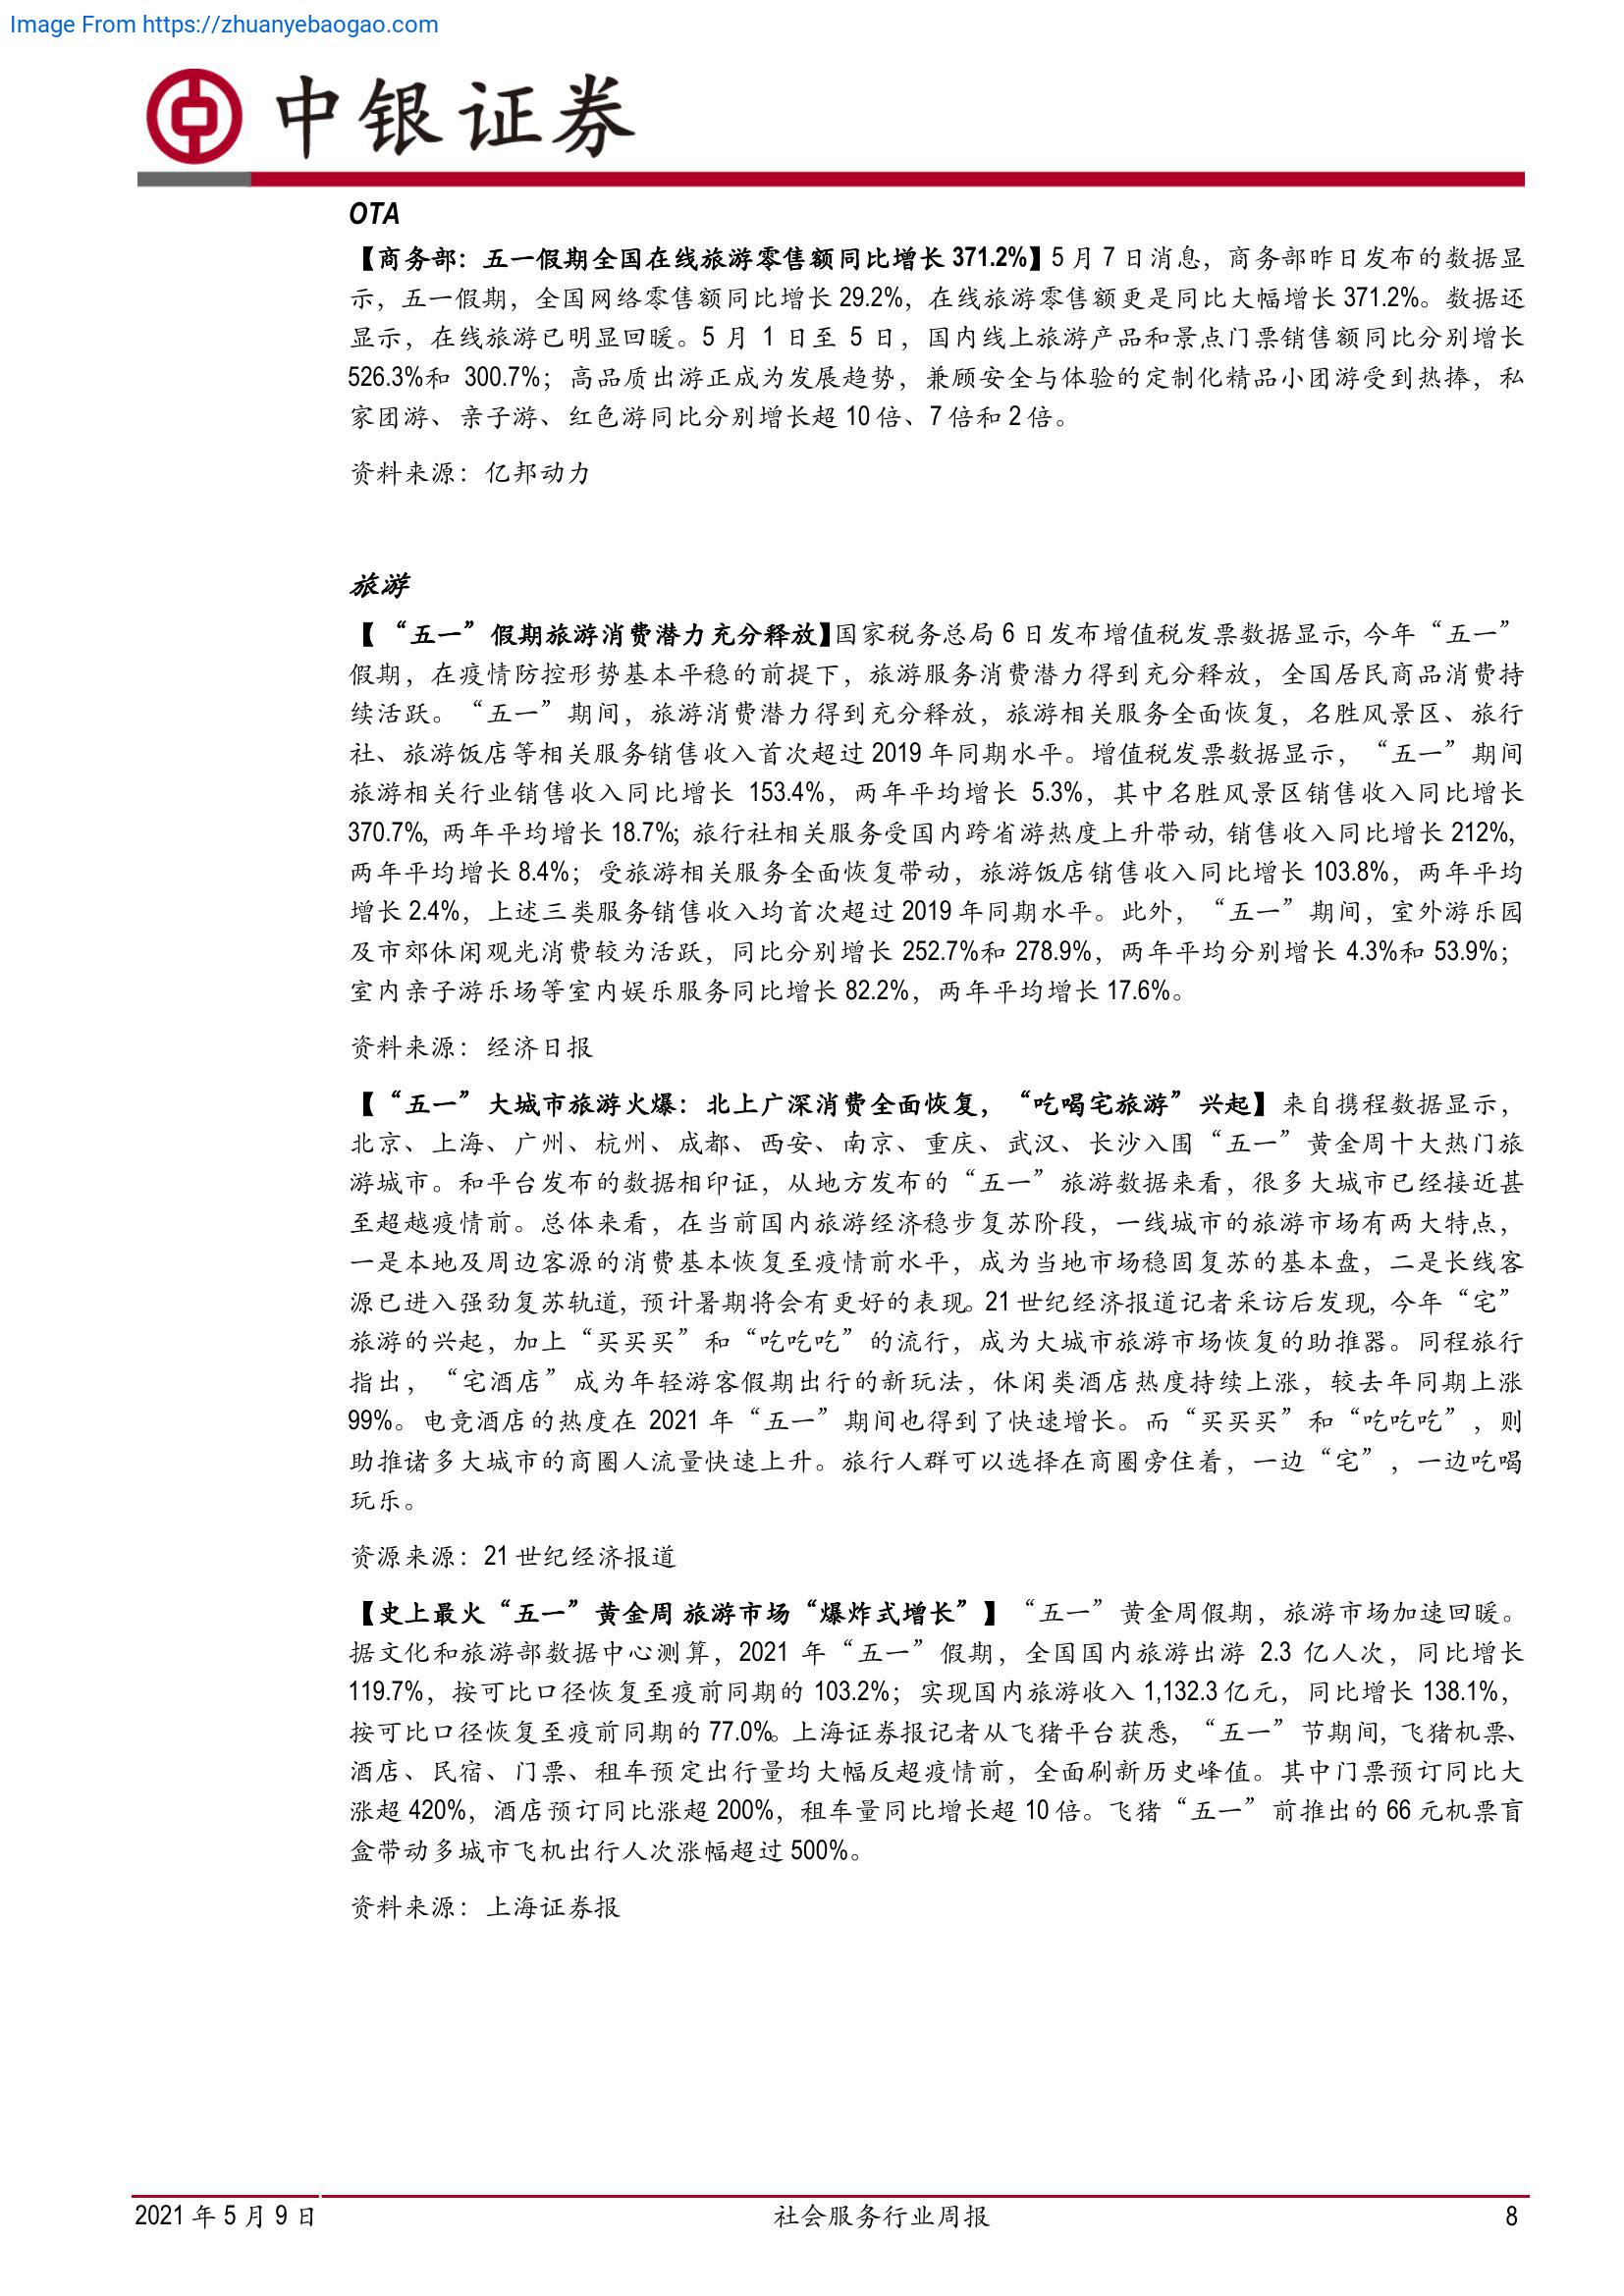 Image From https://zhuanyebaogao.com
中银证券
OTA
【商务部：五一假期全国在线旅游零售额同比增长 371.2%】5 月 7 日消息，商务部昨日发布的数据显
示，五一假期，全国网络零售额同比增长 29.2%，在线旅游零售额更是同比大幅增长 371.2%。数据还
显示，在线旅游已明显回暖。5 月 1 日至 5 日，国内线上旅游产品和景点门票销售额同比分别增长
526.3%和 300.7%；高品质出游正成为发展趋势，兼顾安全与体验的定制化精品小团游受到热捧，私
家团游、亲子游、红色游同比分别增长超 10 倍、7 倍和 2 倍。
资料来源：亿邦动力
旅游
【 “五一”假期旅游消费潜力充分释放】国家税务总局 6 日发布增值税发票数据显示，今年“五一”
假期，在疫情防控形势基本平稳的前提下，旅游服务消费潜力得到充分释放，全国居民商品消费持
续活跃。“五一”期间，旅游消费潜力得到充分释放，旅游相关服务全面恢复，名胜风景区、旅行
社、旅游饭店等相关服务销售收入首次超过 2019 年同期水平。增值税发票数据显示，“五一”期间
旅游相关行业销售收入同比增长 153.4%，两年平均增长 5.3%，其中名胜风景区销售收入同比增长
370.7%，两年平均增长 18.7%；旅行社相关服务受国内跨省游热度上升带动，销售收入同比增长 212%，
两年平均增长 8.4%；受旅游相关服务全面恢复带动，旅游饭店销售收入同比增长 103.8%，两年平均
增长 2.4%，上述三类服务销售收入均首次超过 2019 年同期水平。此外，“五一”期间，室外游乐园
及市郊休闲观光消费较为活跃，同比分别增长 252.7%和 278.9%，两年平均分别增长 4.3%和 53.9%；
室内亲子游乐场等室内娱乐服务同比增长 82.2%，两年平均增长 17.6%。
资料来源：经济日报
【“五一”大城市旅游火爆：北上广深消费全面恢复，“吃喝宅旅游”兴起】来自携程数据显示，
北京、上海、广州、杭州、成都、西安、南京、重庆、武汉、长沙入围“五一”黄金周十大热门旅
游城市。和平台发布的数据相印证，从地方发布的“五一”旅游数据来看，很多大城市已经接近甚
至超越疫情前。总体来看，在当前国内旅游经济稳步复苏阶段，一线城市的旅游市场有两大特点，
一是本地及周边客源的消费基本恢复至疫情前水平，成为当地市场稳固复苏的基本盘，二是长线客
源已进入强劲复苏轨道，预计暑期将会有更好的表现。21 世纪经济报道记者采访后发现，今年“宅”
旅游的兴起，加上“买买买”和“吃吃吃”的流行，成为大城市旅游市场恢复的助推器。同程旅行
指出，“宅酒店”成为年轻游客假期出行的新玩法，休闲类酒店热度持续上涨，较去年同期上涨
99%。电竞酒店的热度在 2021 年“五一”期间也得到了快速增长。而“买买买”和“吃吃吃”，则
助推诸多大城市的商圈人流量快速上升。旅行人群可以选择在商圈旁住着，一边“宅”，一边吃喝
玩乐。
资源来源：21 世纪经济报道
【史上最火“五一”黄金周 旅游市场“爆炸式增长”】“五一”黄金周假期，旅游市场加速回暖。
据文化和旅游部数据中心测算，2021 年“五一”假期，全国国内旅游出游 2.3 亿人次，同比增长
119.7%，按可比口径恢复至疫前同期的 103.2%；实现国内旅游收入 1,132.3 亿元，同比增长 138.1%，
按可比口径恢复至疫前同期的 77.0%。上海证券报记者从飞猪平台获悉，“五一”节期间，飞猪机票、
酒店、民宿、门票、租车预定出行量均大幅反超疫情前，全面刷新历史峰值。其中门票预订同比大
涨超 420%，酒店预订同比涨超 200%，租车量同比增长超 10 倍。飞猪“五一”前推出的 66 元机票盲
盒带动多城市飞机出行人次涨幅超过 500%。
资料来源：上海证券报
2021 年 5 月 9 日
社会服务行业周报
8